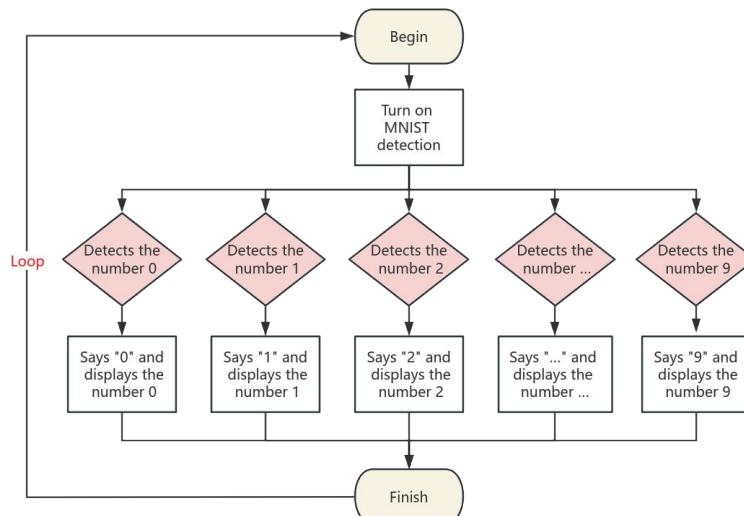 Begin
Turn on
MNIST
detection
Loop
Detects the
number 0
Detects the
number 1
Detects the
number 2
Detects the
number ...
Detects the
number 9
Says "0" and
displays the
number 0
Says "1" and
displays the
number 1
Says "2" and
displays the
number 2
Says "..." and
displays the
number ...
Says "9" and
displays the
number 9
Finish